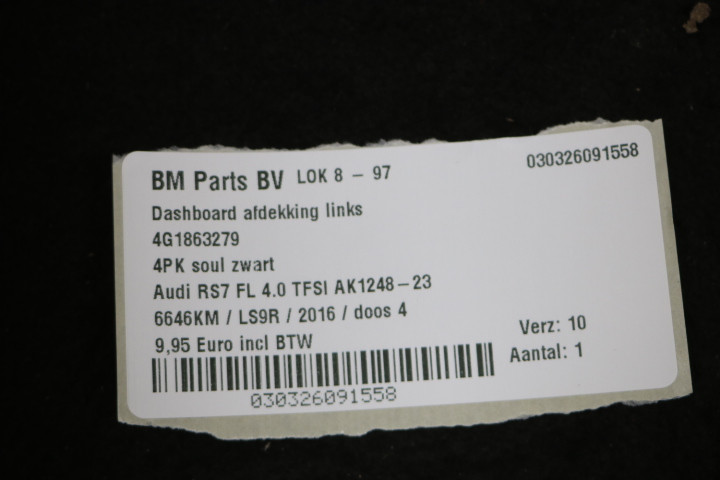 BM Parts BV LOK 8 - 97 030326091558
Dashboard afdekking links
4G1863279
4PK soul zwart
Audi RS7 FL 4.0 TFSI AK1248-23
6646KM / LS9R / 2016 / doos 4
9,95 Euro incl BTW
Verz: 10
Aantal: 1
030326091558